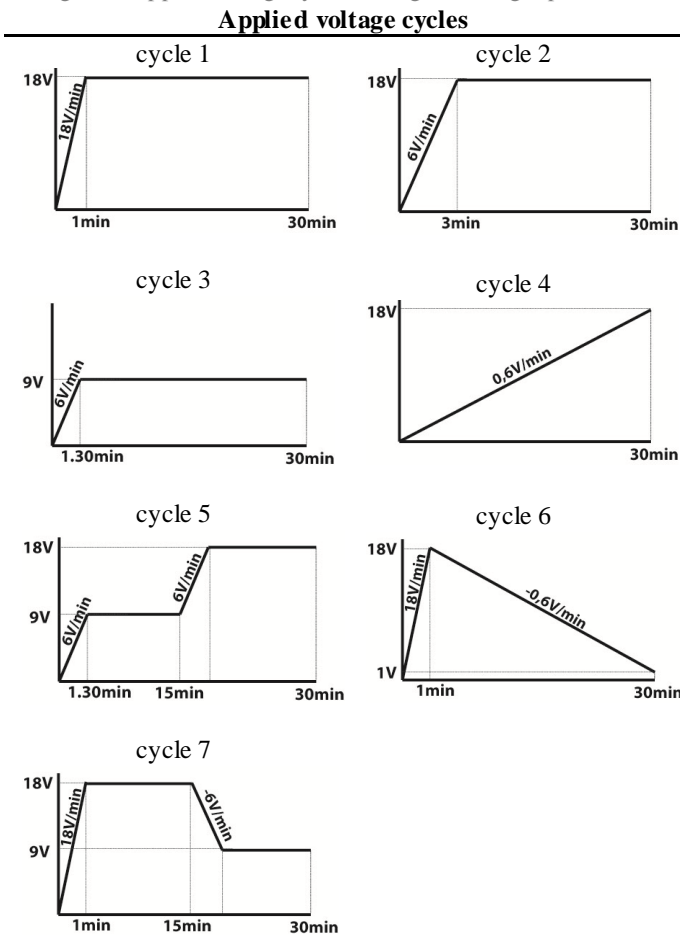 Applied voltage cycles
cycle 1
18V
18V/min
1min
30min
cycle 2
18V
6V/min
3min
30min
cycle 3
9V
6V/min
1.30min
30min
cycle 4
18V
0,6V/min
30min
cycle 5
18V
9V
6V/min
6V/min
1.30min
15min
30min
cycle 6
18V
18V/min
-0,6V/min
1V
1min
30min
cycle 7
18V
18V/min
-6V/min
9V
1min
15min
30min